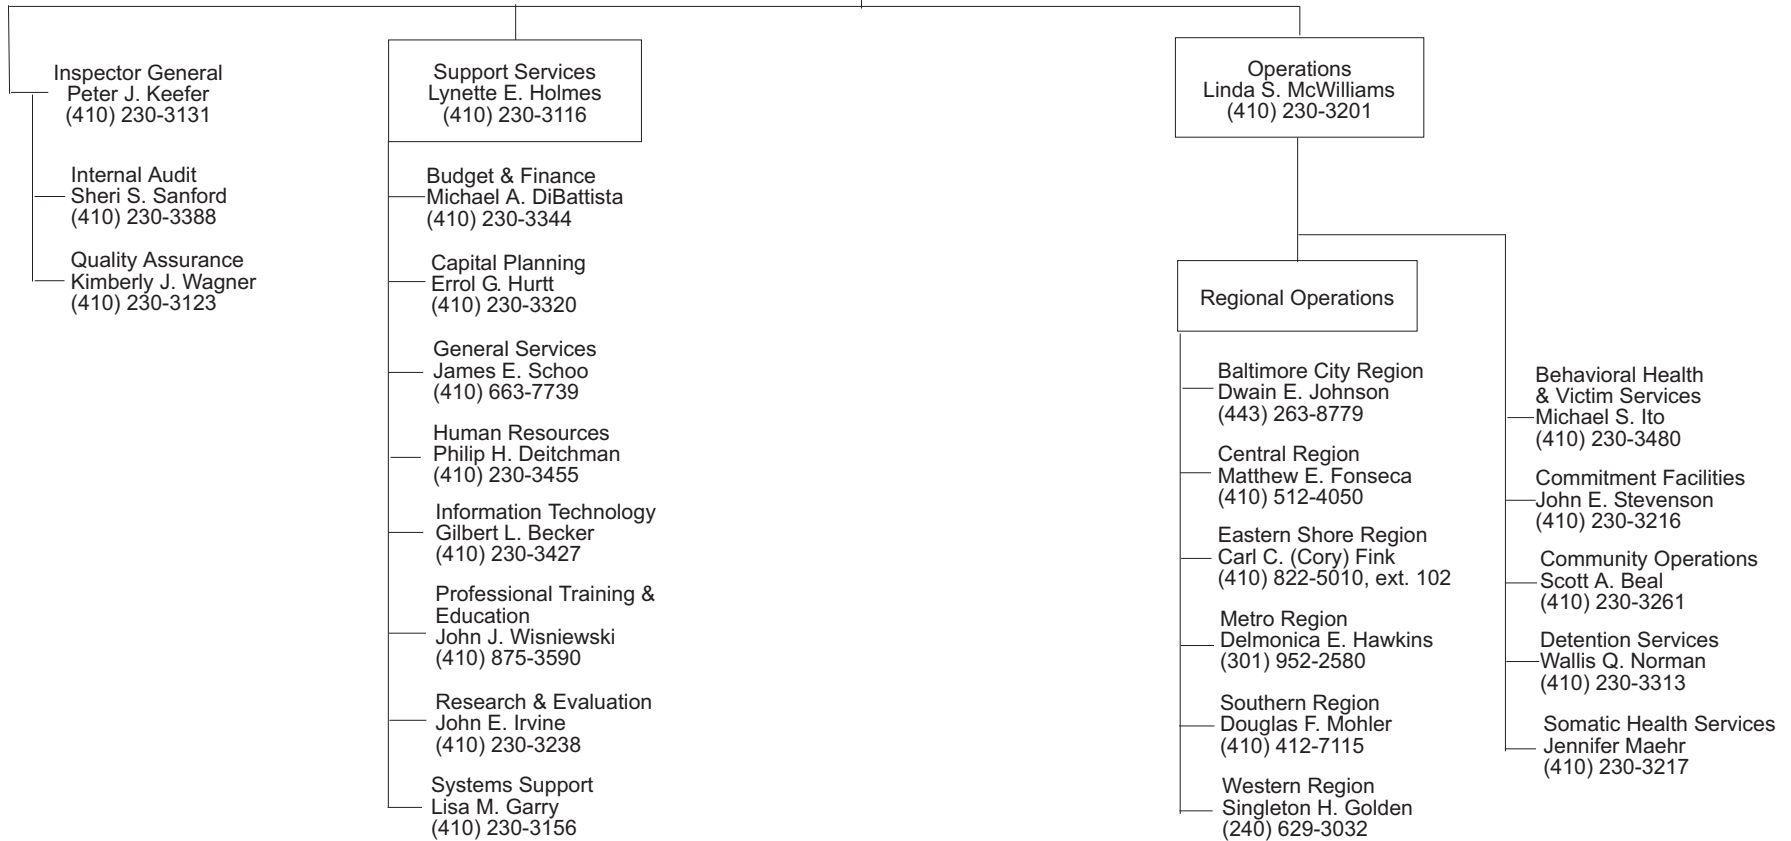 Inspector General
Peter J. Keefer
(410) 230-3131
Internal Audit
Sheri S. Sanford
(410) 230-3388
Quality Assurance
Kimberly J. Wagner
(410) 230-3123
Support Services
Lynette E. Holmes
(410) 230-3116
Budget & Finance
Michael A. DiBattista
(410) 230-3344
Capital Planning
Errol G. Hurtt
(410) 230-3320
General Services
James E. Schoo
(410) 663-7739
Human Resources
Philip H. Deitchman
(410) 230-3455
Information Technology
Gilbert L. Becker
(410) 230-3427
Professional Training &
Education
John J. Wisniewski
(410) 875-3590
Research & Evaluation
John E. Irvine
(410) 230-3238
Systems Support
Lisa M. Garry
(410) 230-3156
Operations
Linda S. McWilliams
(410) 230-3201
Regional Operations
Baltimore City Region
Dwain E. Johnson
(443) 263-8779
Central Region
Matthew E. Fonseca
(410) 512-4050
Eastern Shore Region
Carl C. (Cory) Fink
(410) 822-5010, ext. 102
Metro Region
Delmonica E. Hawkins
(301) 952-2580
Southern Region
Douglas F. Mohler
(410) 412-7115
Western Region
Singleton H. Golden
(240) 629-3032
Behavioral Health
& Victim Services
Michael S. Ito
(410) 230-3480
Commitment Facilities
John E. Stevenson
(410) 230-3216
Community Operations
Scott A. Beal
(410) 230-3261
Detention Services
Wallis Q. Norman
(410) 230-3313
Somatic Health Services
Jennifer Maehr
(410) 230-3217